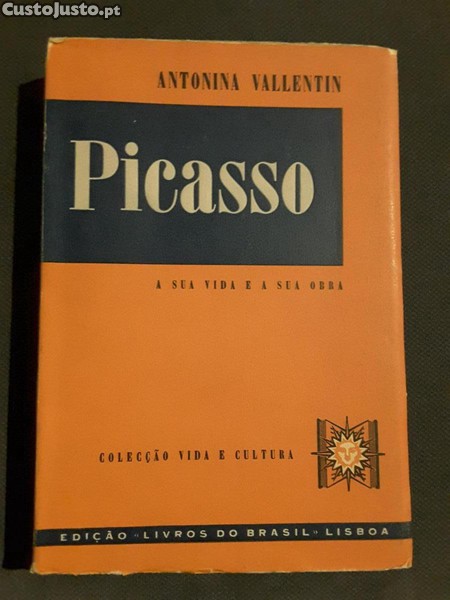 CustoJusto.pt
ANTONINA VALLENTIN
Picasso
A SUA VIDA E A SUA OBRA
COLECÇÃO VIDA E CULTURA
EDIÇÃO «LIVROS DO BRASIL» LISBOA